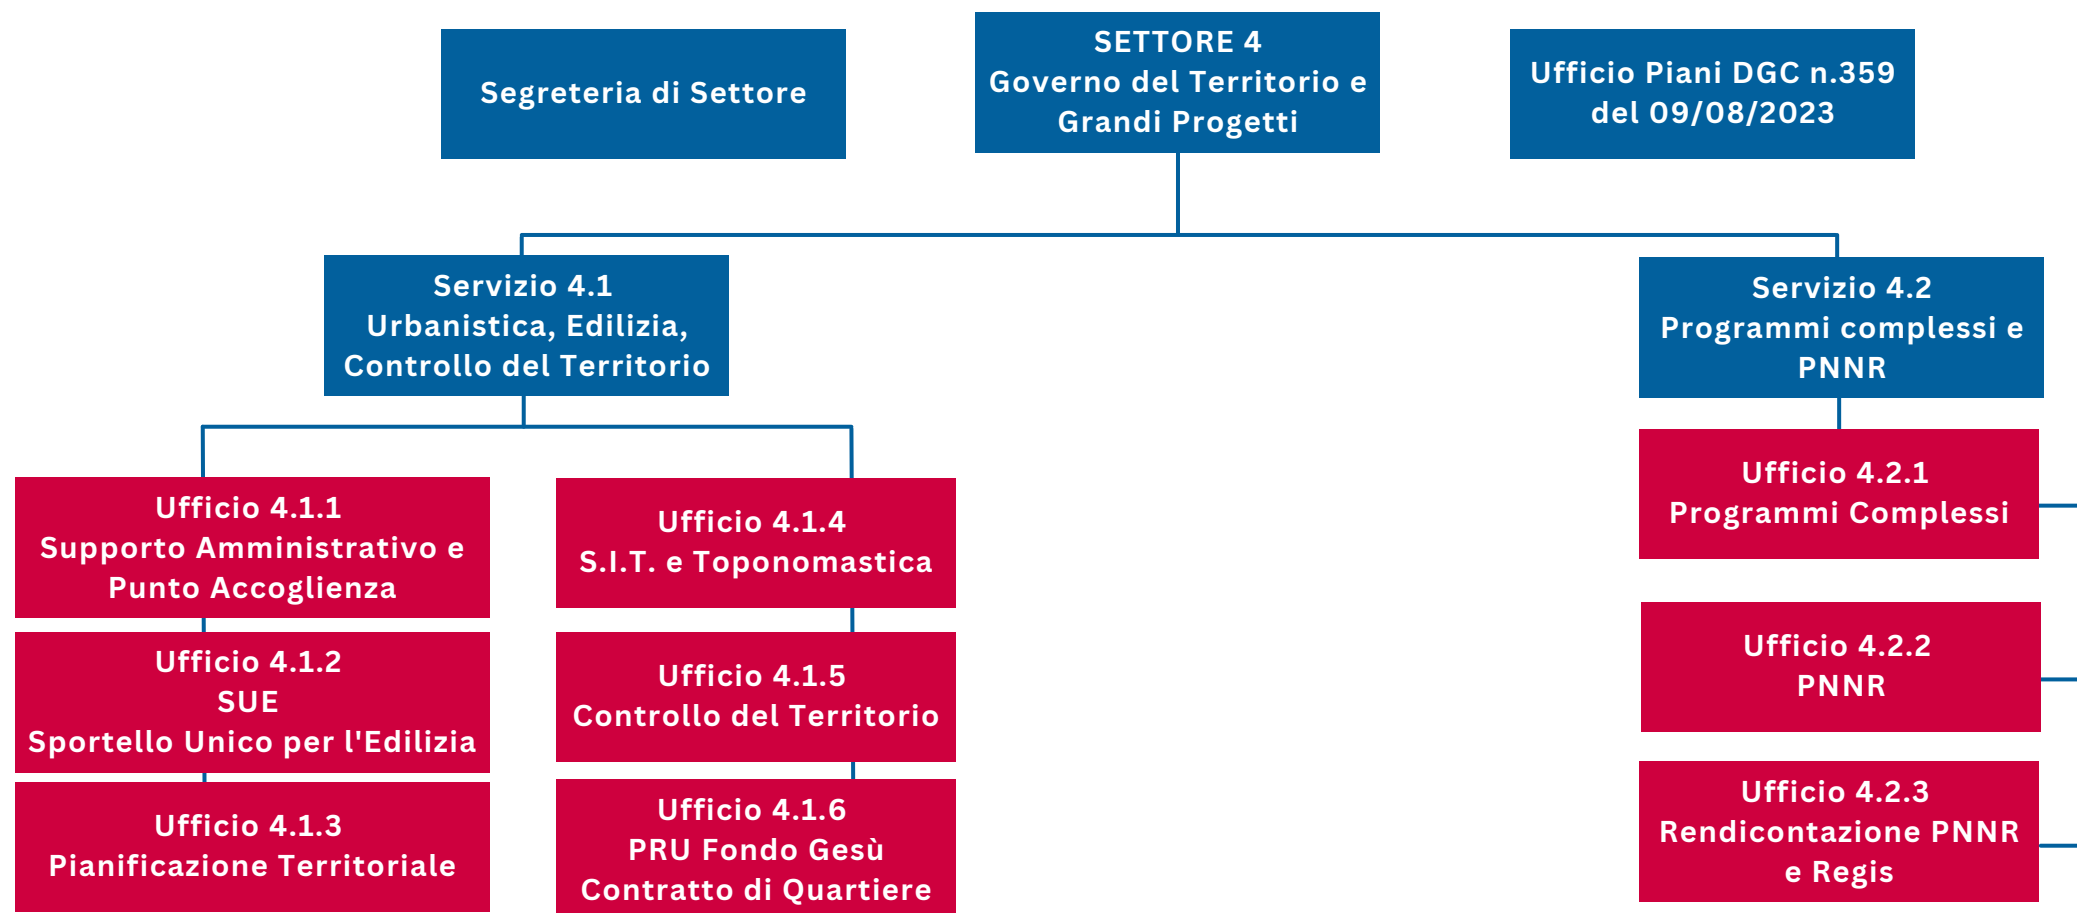 Segreteria di Settore
SETTORE 4
Governo del Territorio e
Grandi Progetti
Ufficio Piani DGC n.359
del 09/08/2023
Servizio 4.1
Urbanistica, Edilizia,
Controllo del Territorio
Servizio 4.2
Programmi complessi e
PNNR
Ufficio 4.1.1
Supporto Amministrativo e
Punto Accoglienza
Ufficio 4.1.2
SUE
Sportello Unico per l'Edilizia
Ufficio 4.1.3
Pianificazione Territoriale
Ufficio 4.1.4
S.I.T. e Toponomastica
Ufficio 4.1.5
Controllo del Territorio
Ufficio 4.1.6
PRU Fondo Gesù
Contratto di Quartiere
Ufficio 4.2.1
Programmi Complessi
Ufficio 4.2.2
PNNR
Ufficio 4.2.3
Rendicontazione PNNR
e Regis